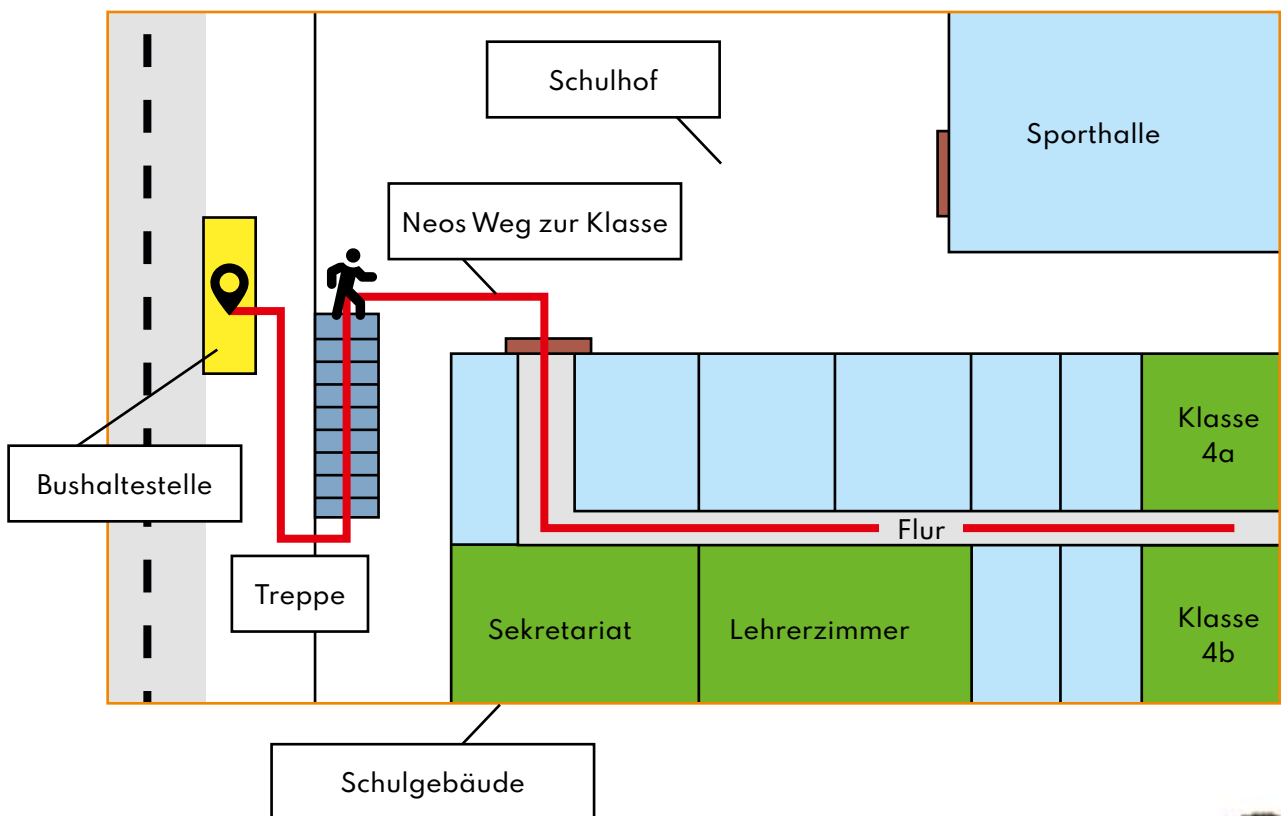 Schulhof
Sporthalle
Neos Weg zur Klasse
Klasse
4a
Bushaltestelle
Flur
Treppe
Sekretariat
Lehrerzimmer
Klasse
4b
Schulgebäude